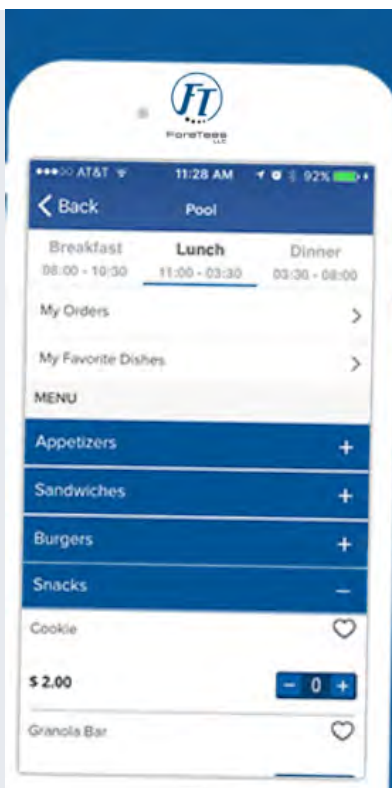 FT
ForeTees
LLC
AT&T 11:28 AM 92%
Back Pool
Breakfast Lunch Dinner
08:00 - 10:30 11:00 - 03:30 03:30 - 08:00
My Orders
My Favorite Dishes
MENU
Appetizers +
Sandwiches +
Burgers +
Snacks –
Cookie
$ 2.00 – 0 +
Granola Bar